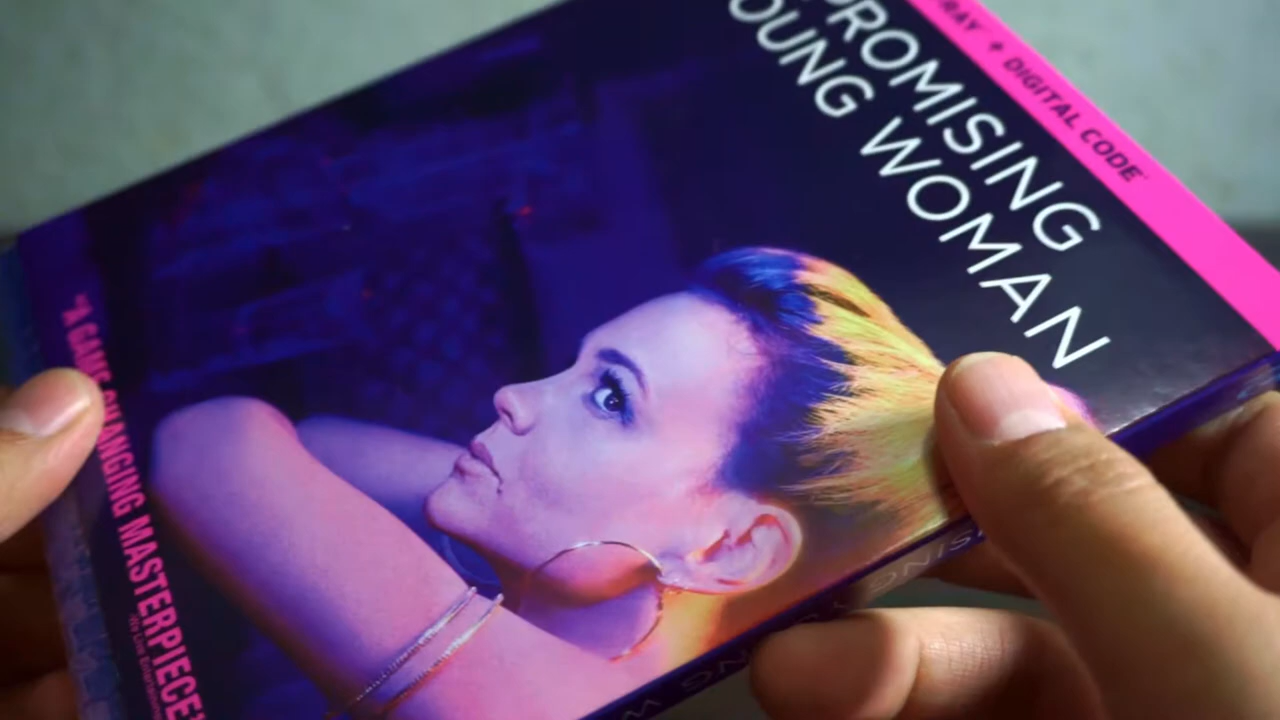 RAY + DIGITAL CODE
PROMISING
OUNG WOMAN
"A GAME CHANGING MASTERPIECE"